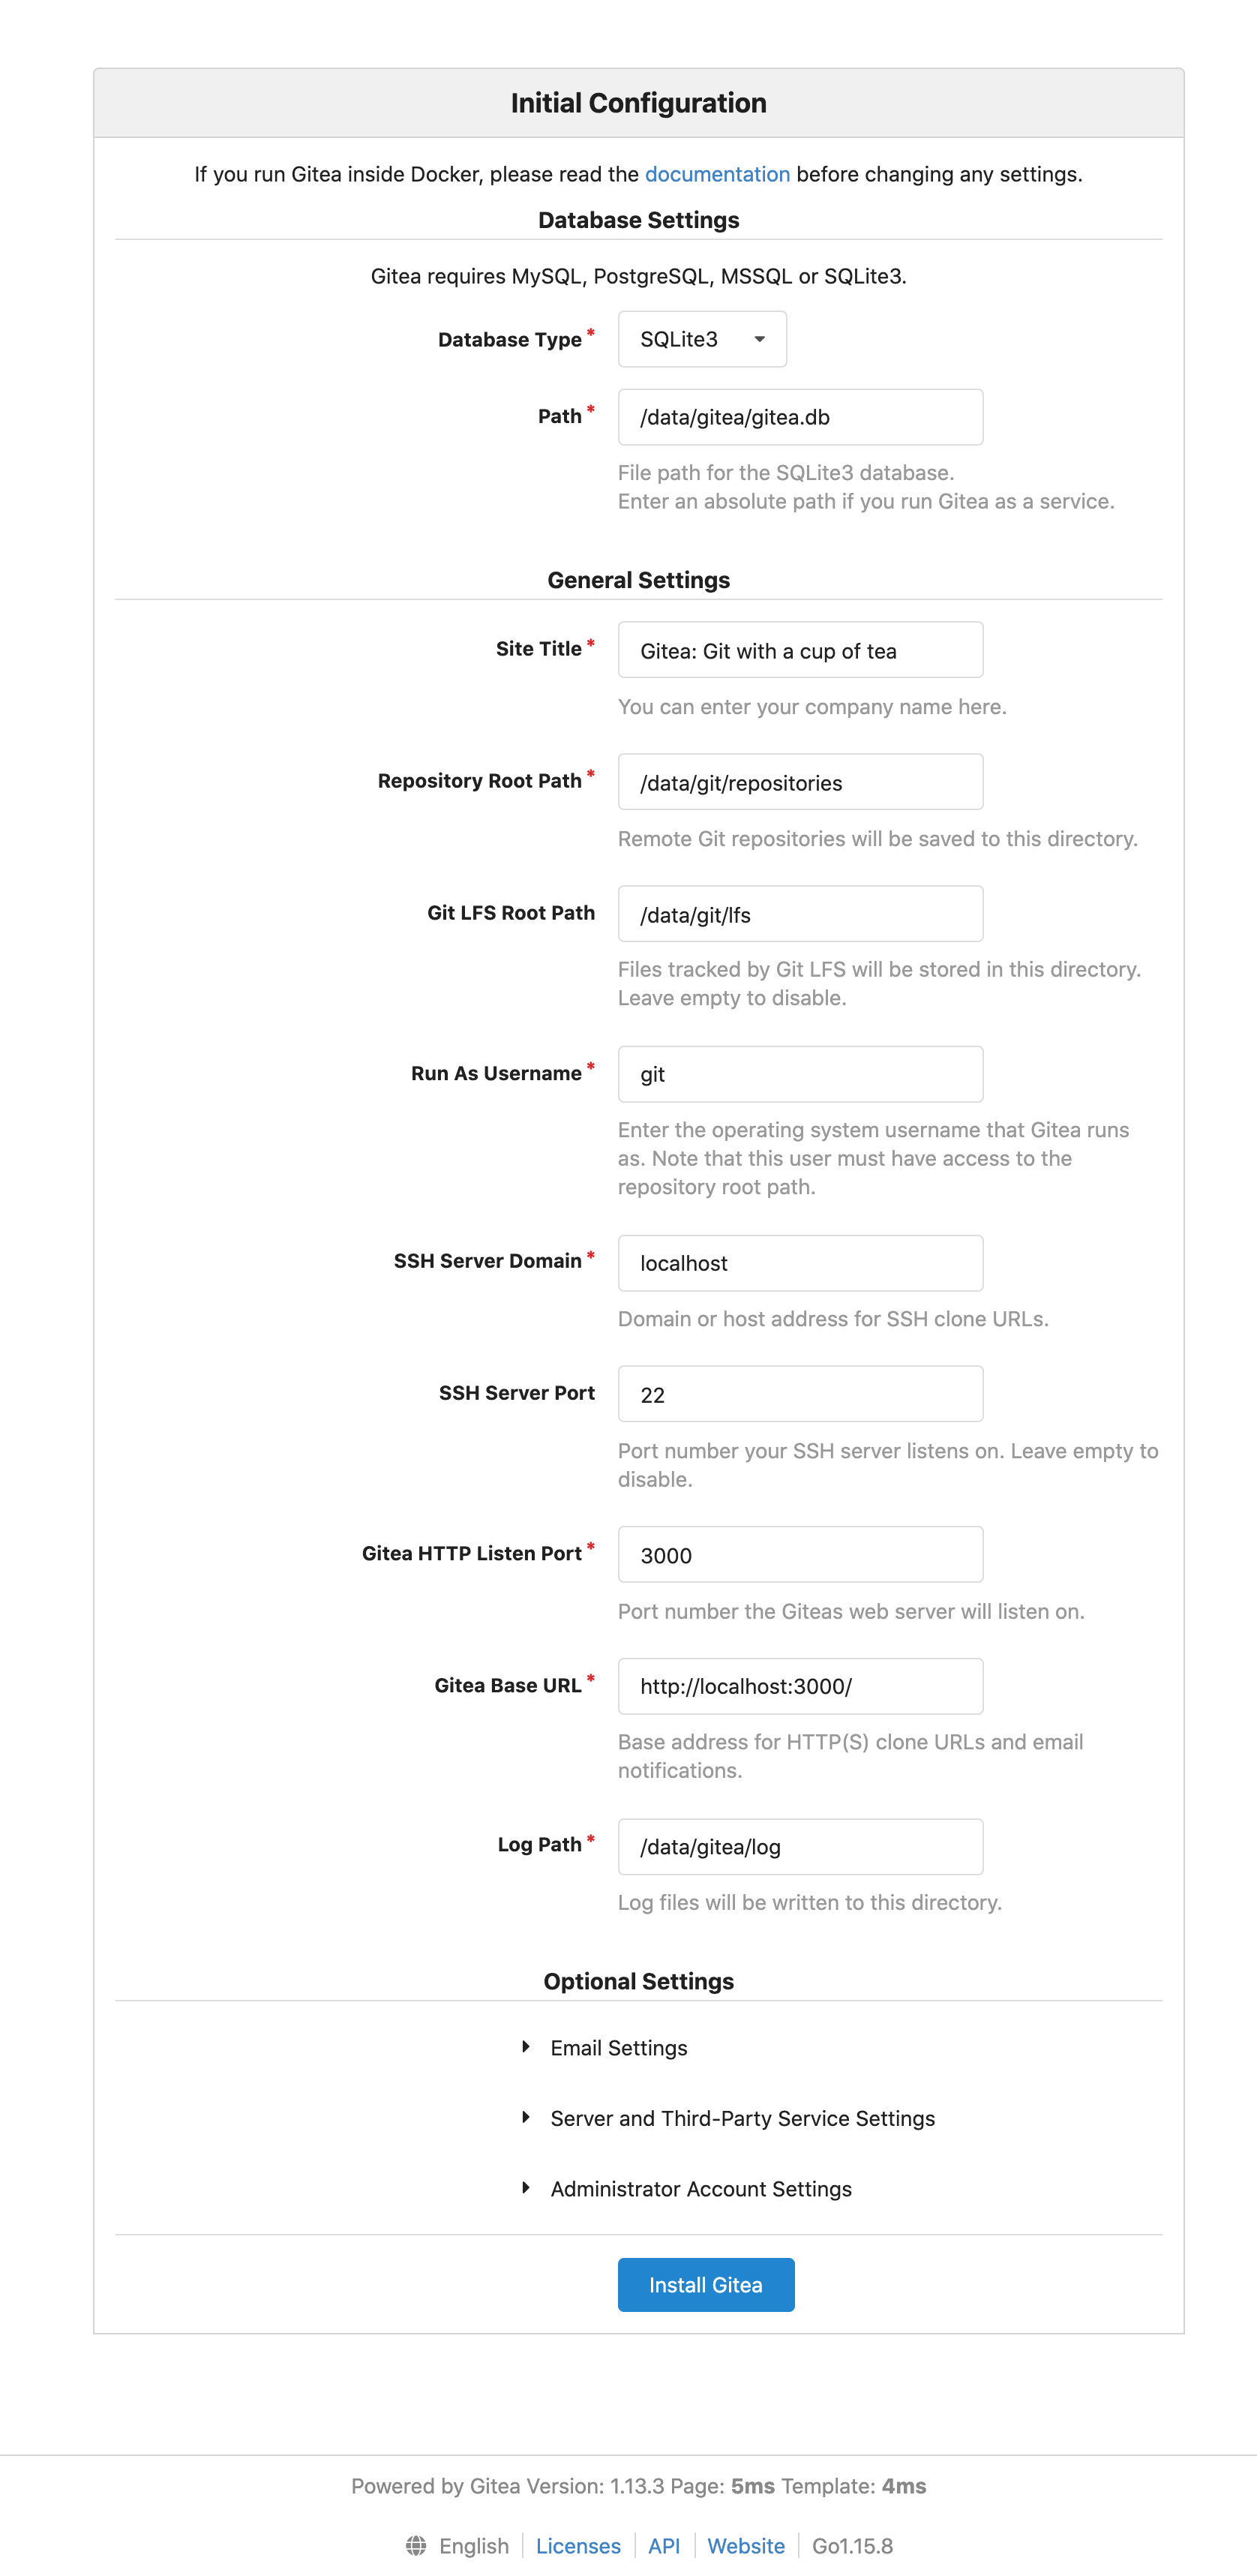 Initial Configuration
If you run Gitea inside Docker, please read the documentation before changing any settings.
Database Settings
Gitea requires MySQL, PostgreSQL, MSSQL or SQLite3.
Database Type *
SQLite3
Path *
/data/gitea/gitea.db
File path for the SQLite3 database.
Enter an absolute path if you run Gitea as a service.
General Settings
Site Title *
Gitea: Git with a cup of tea
You can enter your company name here.
Repository Root Path *
/data/git/repositories
Remote Git repositories will be saved to this directory.
Git LFS Root Path
/data/git/lfs
Files tracked by Git LFS will be stored in this directory.
Leave empty to disable.
Run As Username *
git
Enter the operating system username that Gitea runs
as. Note that this user must have access to the
repository root path.
SSH Server Domain *
localhost
Domain or host address for SSH clone URLs.
SSH Server Port
22
Port number your SSH server listens on. Leave empty to
disable.
Gitea HTTP Listen Port *
3000
Port number the Giteas web server will listen on.
Gitea Base URL *
http://localhost:3000/
Base address for HTTP(S) clone URLs and email
notifications.
Log Path *
/data/gitea/log
Log files will be written to this directory.
Optional Settings
Email Settings
Server and Third-Party Service Settings
Administrator Account Settings
Install Gitea
Powered by Gitea Version: 1.13.3 Page: 5ms Template: 4ms
English Licenses API Website Go1.15.8